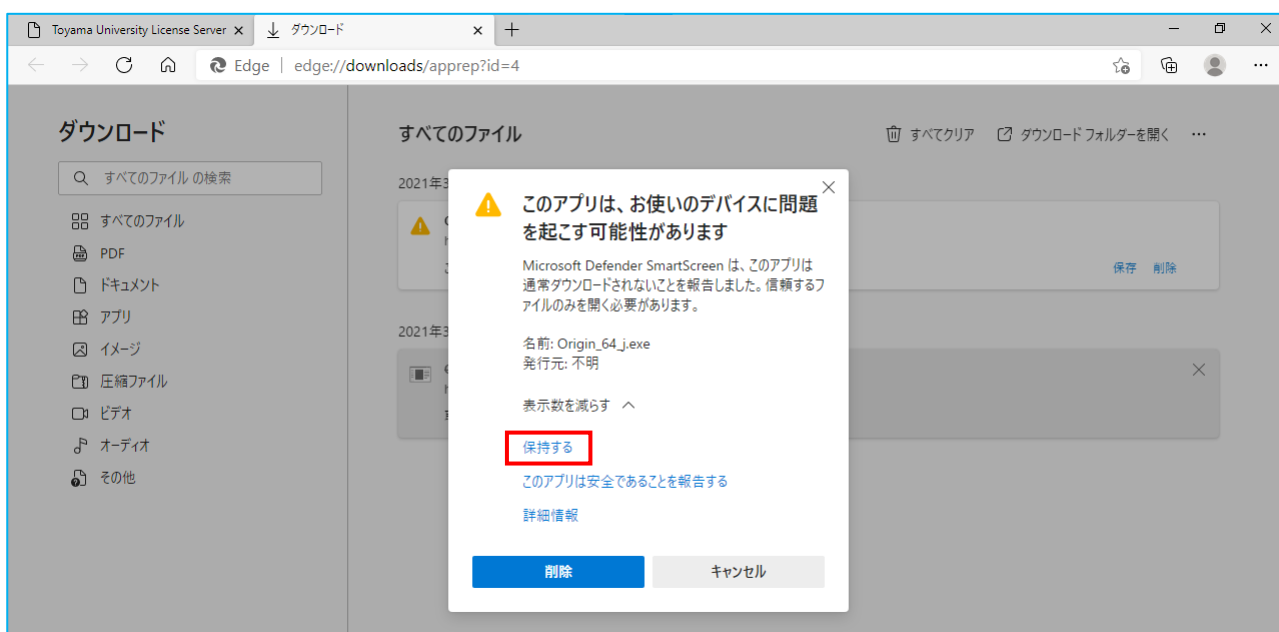 Toyama University License Server
ダウンロード
Edge | edge://downloads/apprep?id=4
ダウンロード
すべてのファイル の検索
すべてのファイル
PDF
ドキュメント
アプリ
イメージ
圧縮ファイル
ビデオ
オーディオ
その他
すべてのファイル
すべてクリア
ダウンロード フォルダーを開く
2021年3
保存 削除
2021年3
このアプリは、お使いのデバイスに問題
を起こす可能性があります
Microsoft Defender SmartScreen は、このアプリは
通常ダウンロードされないことを報告しました。信頼するフ
ァイルのみを開く必要があります。
名前: Origin_64_j.exe
発行元: 不明
表示数を減らす
保持する
このアプリは安全であることを報告する
詳細情報
削除
キャンセル